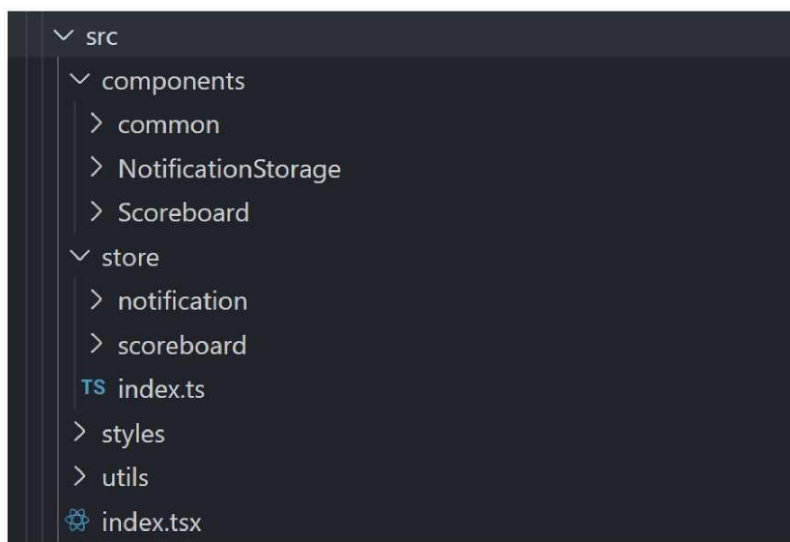 src
components
common
NotificationStorage
Scoreboard
store
notification
scoreboard
TS index.ts
styles
utils
index.tsx